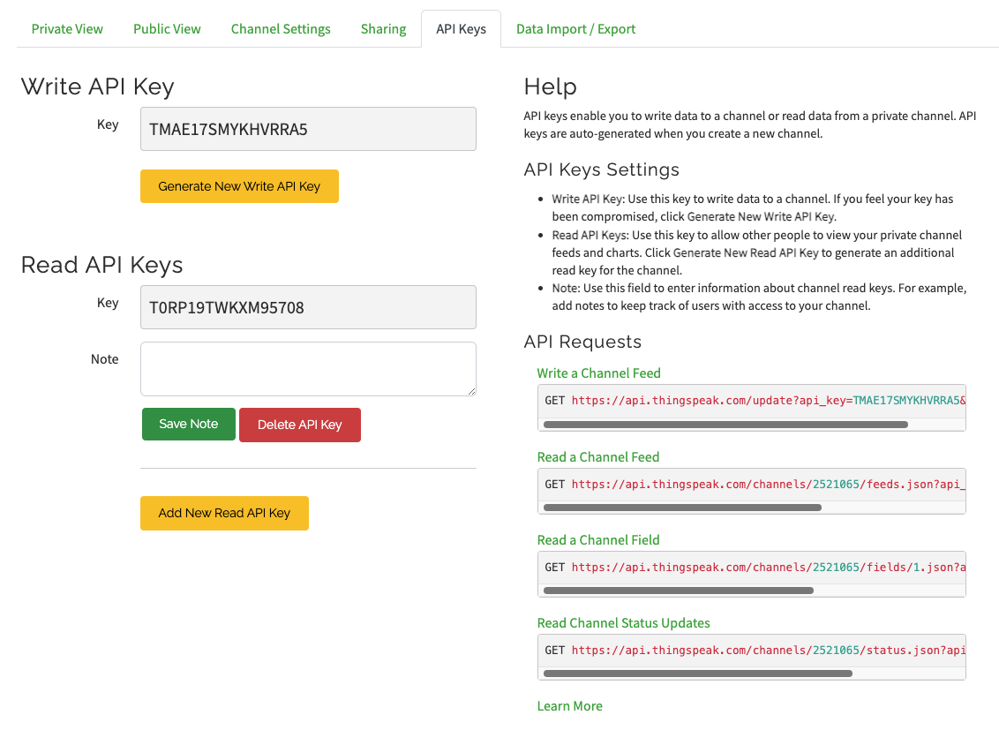 Private View
Public View
Channel Settings
Sharing
API Keys
Data Import / Export
Write API Key
Key
TMAE17SMYKHVRRA5
Generate New Write API Key
Read API Keys
Key
T0RP19TWKXM95708
Note
Save Note
Delete API Key
Add New Read API Key
Help
API keys enable you to write data to a channel or read data from a private channel. API
keys are auto-generated when you create a new channel.
API Keys Settings
Write API Key: Use this key to write data to a channel. If you feel your key has
been compromised, click Generate New Write API Key.
Read API Keys: Use this key to allow other people to view your private channel
feeds and charts. Click Generate New Read API Key to generate an additional
read key for the channel.
Note: Use this field to enter information about channel read keys. For example,
add notes to keep track of users with access to your channel.
API Requests
Write a Channel Feed
GET https://api.thingspeak.com/update?api_key=TMAE17SMYKHVRRA5&
Read a Channel Feed
GET https://api.thingspeak.com/channels/2521065/feeds.json?api_
Read a Channel Field
GET https://api.thingspeak.com/channels/2521065/fields/1.json?a
Read Channel Status Updates
GET https://api.thingspeak.com/channels/2521065/status.json?api
Learn More